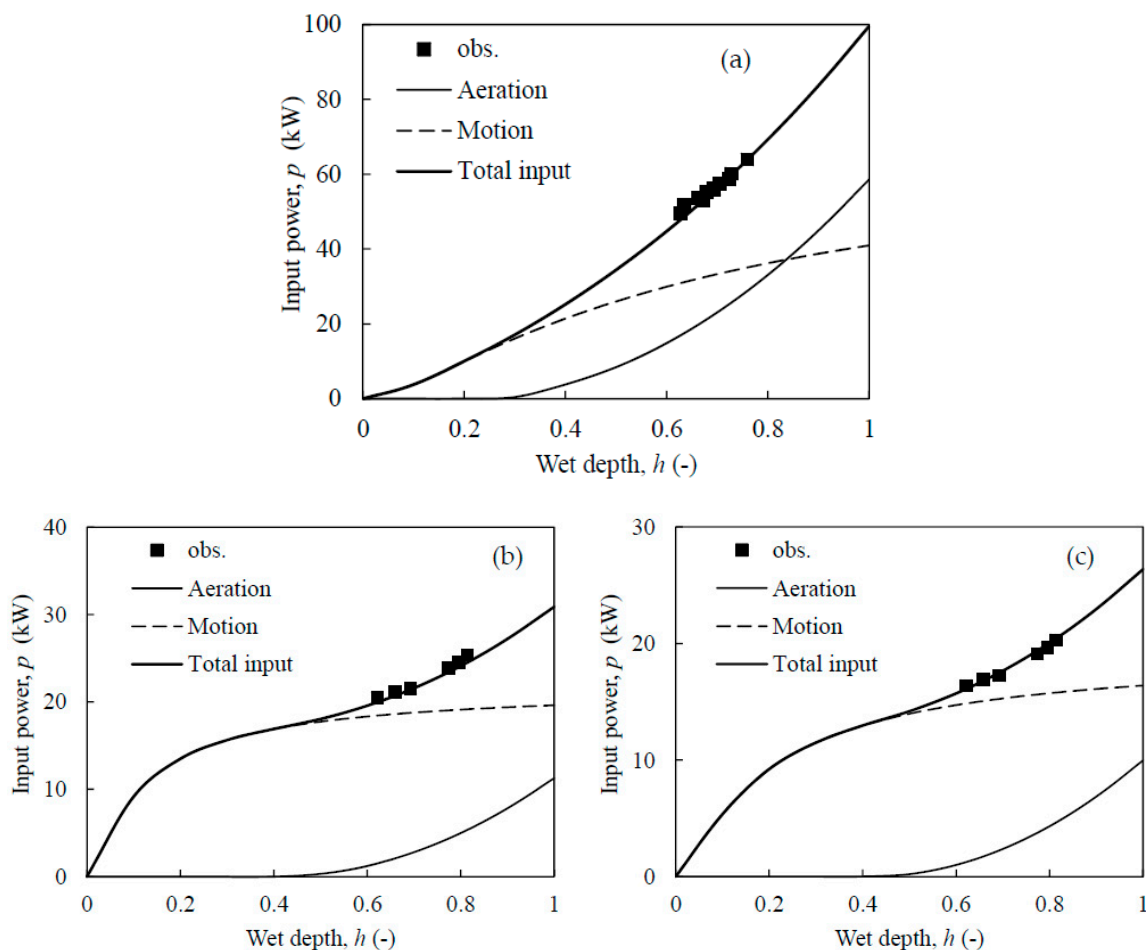 100
80
60
40
20
0
Input power, p (kW)
obs.
Aeration
Motion
Total input
(a)
0 0.2 0.4 0.6 0.8 1
Wet depth, h (-)
40
30
20
10
0
Input power, p (kW)
obs.
Aeration
Motion
Total input
(b)
0 0.2 0.4 0.6 0.8 1
Wet depth, h (-)
30
20
10
0
Input power, p (kW)
obs.
Aeration
Motion
Total input
(c)
0 0.2 0.4 0.6 0.8 1
Wet depth, h (-)